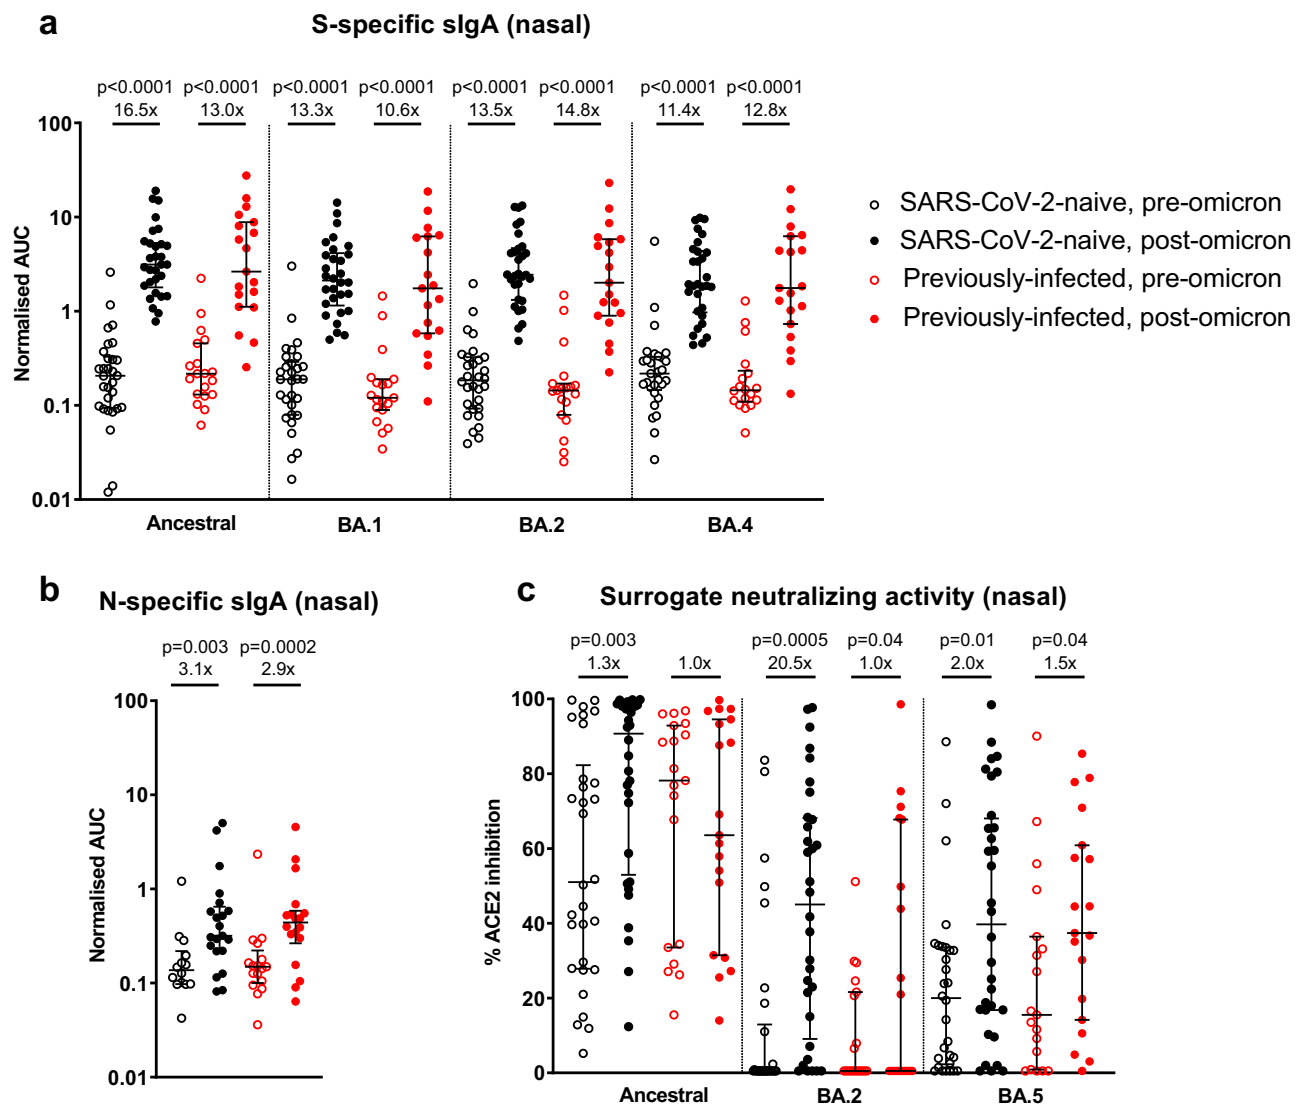 a
S-specific sIgA (nasal)
p<0.0001 p<0.0001 p<0.0001 p<0.0001 p<0.0001 p<0.0001 p<0.0001 p<0.0001
16.5x 13.0x 13.3x 10.6x 13.5x 14.8x 11.4x 12.8x
100
10
1
0.1
0.01
Normalised AUC
Ancestral BA.1 BA.2 BA.4
SARS-CoV-2-naive, pre-omicron
SARS-CoV-2-naive, post-omicron
Previously-infected, pre-omicron
Previously-infected, post-omicron
b
N-specific sIgA (nasal)
p=0.003 p=0.0002
3.1x 2.9x
100
10
1
0.1
0.01
Normalised AUC
c
Surrogate neutralizing activity (nasal)
p=0.003 p=0.0005 p=0.04 p=0.01 p=0.04
1.3x 1.0x 20.5x 1.0x 2.0x 1.5x
100
80
60
40
20
0
% ACE2 inhibition
Ancestral BA.2 BA.5